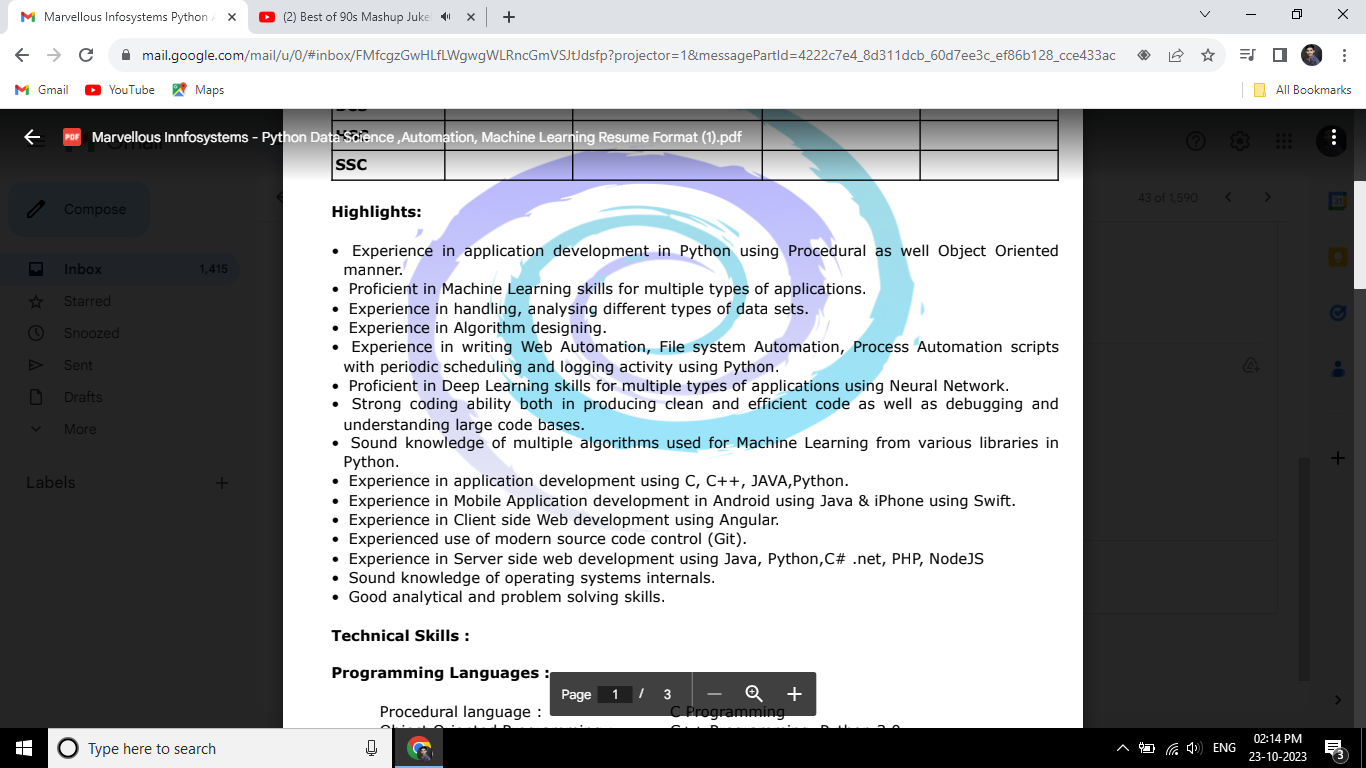 Marvellous Infosystems Python
(2) Best of 90s Mashup Juke
mail.google.com/mail/u/0/#inbox/FMfcgzGwHLfLWgwgWLRncGmVSJtJdsfp?projector=1&messagePartId=4222c7e4_8d311dcb_60d7ee3c_ef86b128_cce433ac
Gmail
YouTube
Maps
All Bookmarks
PDF
Marvellous Innfosystems - Python Data Science ,Automation, Machine Learning Resume Format (1).pdf
SSC
Compose
43 of 1,590
Inbox 1,415
Starred
Snoozed
Sent
Drafts
More
Labels
Highlights:
• Experience in application development in Python using Procedural as well Object Oriented
manner.
• Proficient in Machine Learning skills for multiple types of applications.
• Experience in handling, analysing different types of data sets.
• Experience in Algorithm designing.
• Experience in writing Web Automation, File system Automation, Process Automation scripts
with periodic scheduling and logging activity using Python.
• Proficient in Deep Learning skills for multiple types of applications using Neural Network.
• Strong coding ability both in producing clean and efficient code as well as debugging and
understanding large code bases.
• Sound knowledge of multiple algorithms used for Machine Learning from various libraries in
Python.
• Experience in application development using C, C++, JAVA,Python.
• Experience in Mobile Application development in Android using Java & iPhone using Swift.
• Experience in Client side Web development using Angular.
• Experienced use of modern source code control (Git).
• Experience in Server side web development using Java, Python,C# .net, PHP, NodeJS
• Sound knowledge of operating systems internals.
• Good analytical and problem solving skills.
Technical Skills :
Programming Languages :
Page 1 / 3
Procedural language : C Programming
Type here to search
ENG
02:14 PM
23-10-2023
3